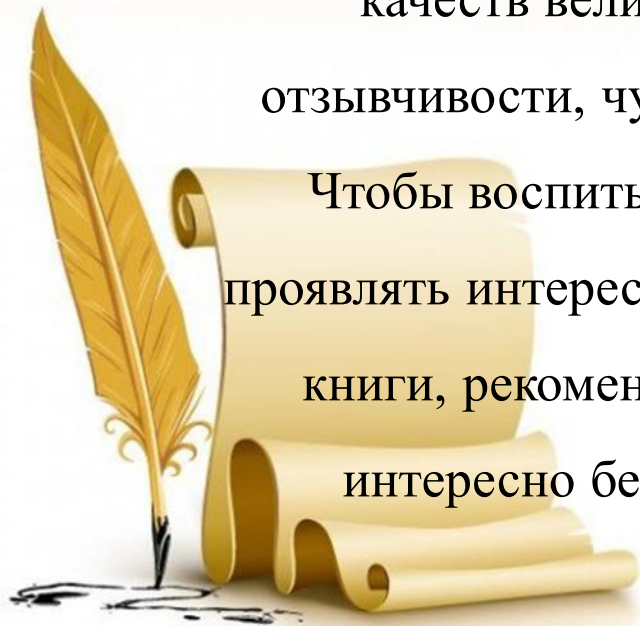 качеств вели
отзывчивости, чу
Чтобы воспить
проявлять интерес
книги, рекомен
интересно бе